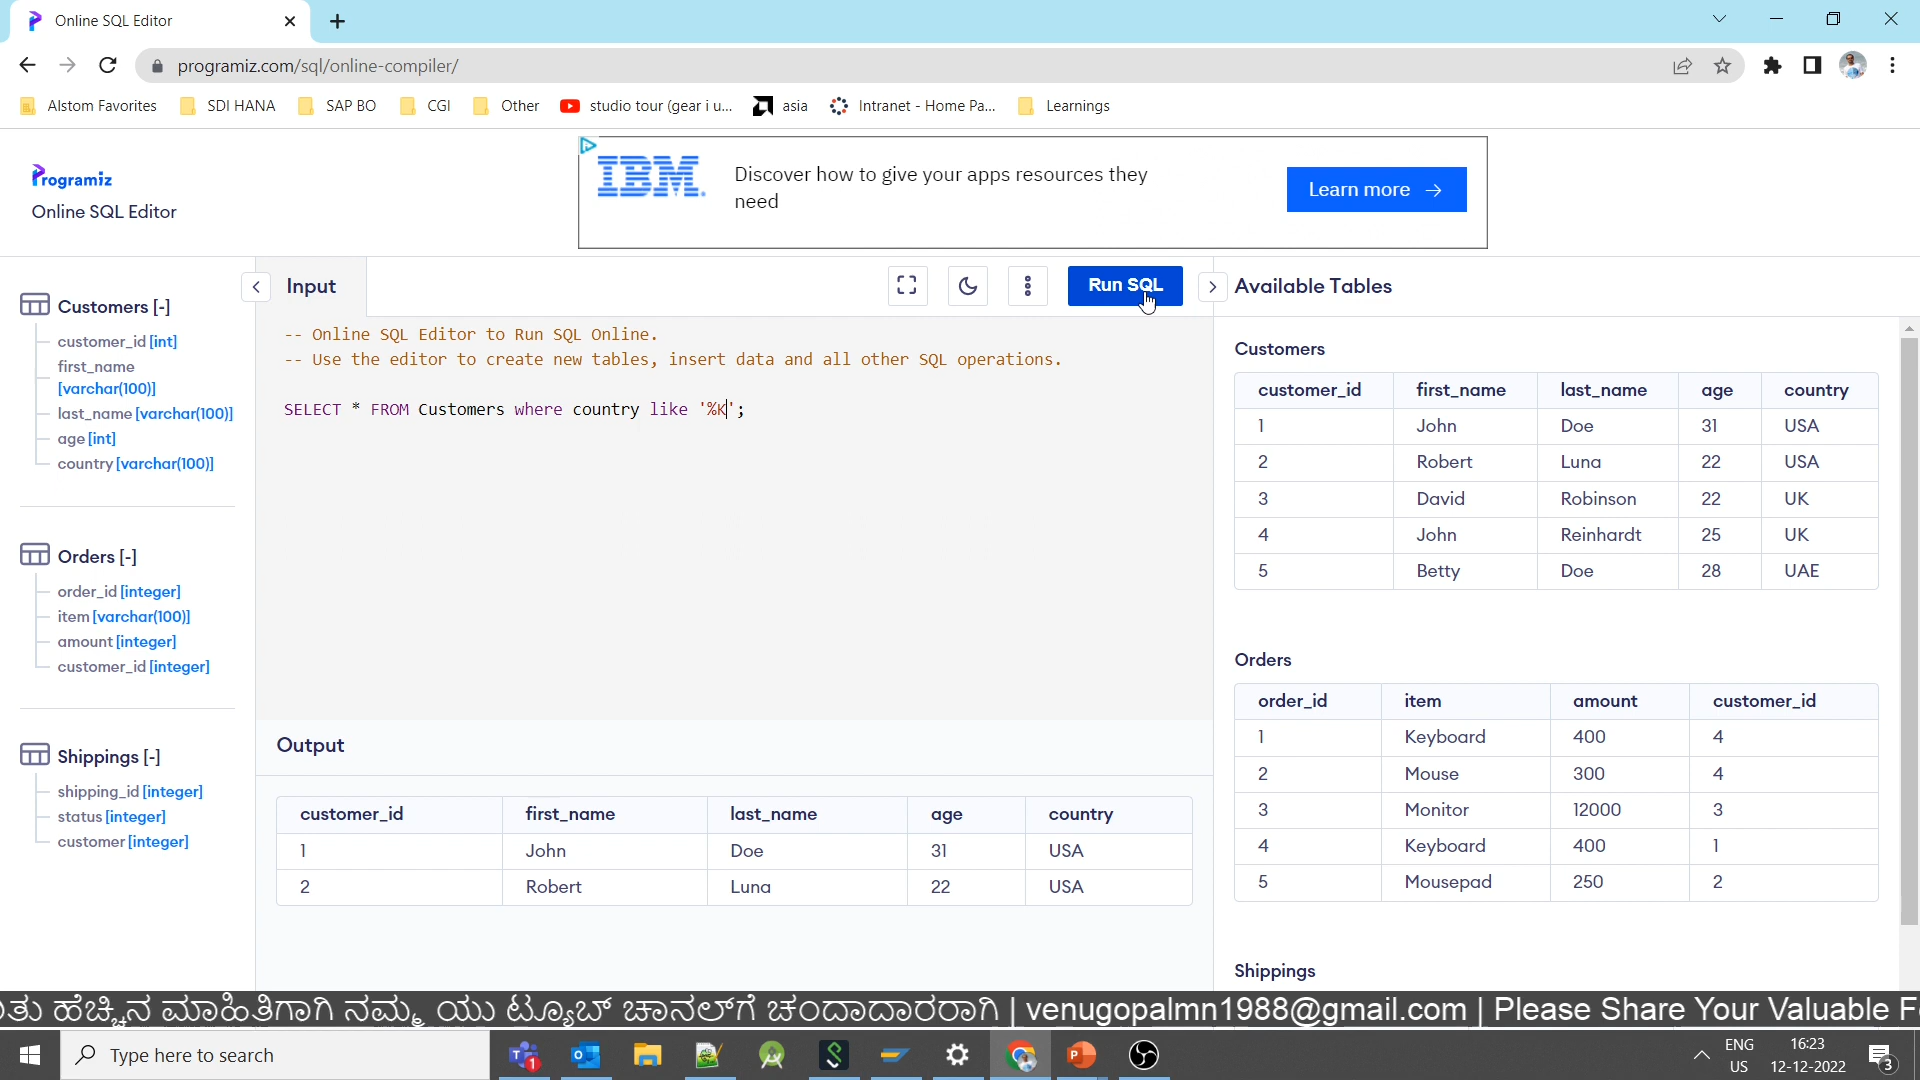 Online SQL Editor
programiz.com/sql/online-compiler/
Alstom Favorites SDI HANA SAP BO CGI Other studio tour (gear i u... asia Intranet - Home Pa... Learnings
Programiz
Online SQL Editor
IBM
Discover how to give your apps resources they
need
Learn more →
Customers [-]
customer_id [int]
first_name
[varchar(100)]
last_name [varchar(100)]
age [int]
country [varchar(100)]
Orders [-]
order_id [integer]
item [varchar(100)]
amount [integer]
customer_id [integer]
Shippings [-]
shipping_id [integer]
status [integer]
customer [integer]
Input
Run SQL
-- Online SQL Editor to Run SQL Online.
-- Use the editor to create new tables, insert data and all other SQL operations.
SELECT * FROM Customers where country like '%K';
Output
customer_id first_name last_name age country
1 John Doe 31 USA
2 Robert Luna 22 USA
Available Tables
Customers
customer_id first_name last_name age country
1 John Doe 31 USA
2 Robert Luna 22 USA
3 David Robinson 22 UK
4 John Reinhardt 25 UK
5 Betty Doe 28 UAE
Orders
order_id item amount customer_id
1 Keyboard 400 4
2 Mouse 300 4
3 Monitor 12000 3
4 Keyboard 400 1
5 Mousepad 250 2
Shippings
ಹೆಚ್ಚಿನ ಮಾಹಿತಿಗಾಗಿ ನಮ್ಮ ಯು ಟ್ಯೂಬ್ ಚಾನಲ್‌ಗೆ ಚಂದಾದಾರರಾಗಿ | venugopalmn1988@gmail.com | Please Share Your Valuable F
Type here to search
1
ENG
US
16:23
12-12-2022
3